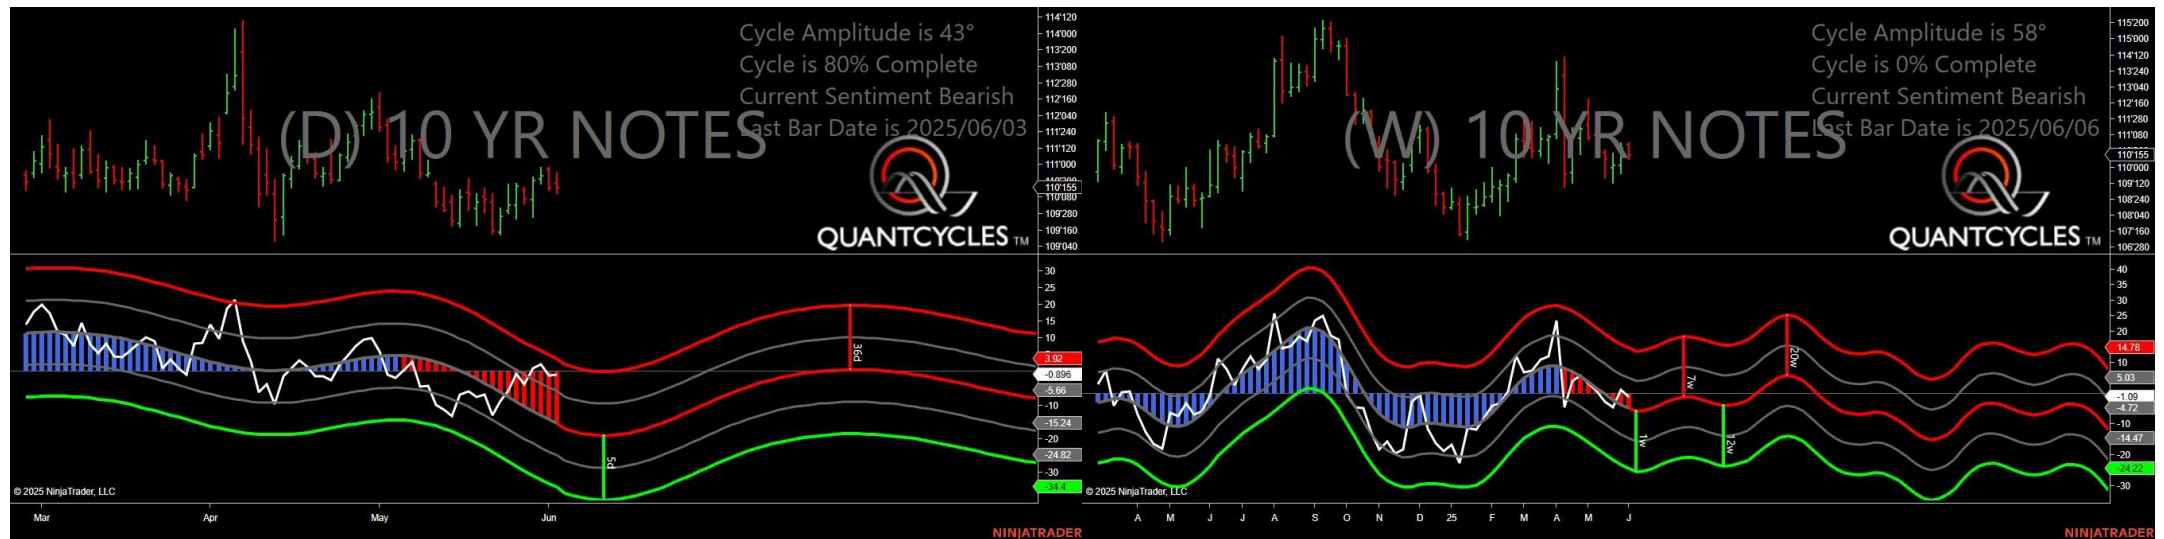 Cycle Amplitude is 43°
Cycle is 80% Complete
Current Sentiment Bearish
Last Bar Date is 2025/06/03
(D) 10 YR NOTES
QUANTCYCLES TM
114'120
114'000
113'200
113'080
112'280
112'160
112'040
111'240
111'120
111'000
110'155
110'080
109'280
109'160
109'040
30
25
20
15
10
3.92
-0.896
-5.66
-10
-15.24
-20
-24.82
-30
-34.4
36d
5d
© 2025 NinjaTrader, LLC
Mar
Apr
May
Jun
NINJATRADER
Cycle Amplitude is 58°
Cycle is 0% Complete
Current Sentiment Bearish
Last Bar Date is 2025/06/06
(W) 10 YR NOTES
QUANTCYCLES TM
115'200
115'000
114'120
113'240
113'040
112'160
111'280
111'080
110'155
110'000
109'120
108'240
108'040
107'160
106'280
40
35
30
25
20
14.78
10
5.03
-1.09
-4.72
-10
-14.47
-20
-24.22
-30
7w
20w
1w
12w
© 2025 NinjaTrader, LLC
A
M
J
J
A
S
O
N
D
25
F
M
A
M
J
NINJATRADER